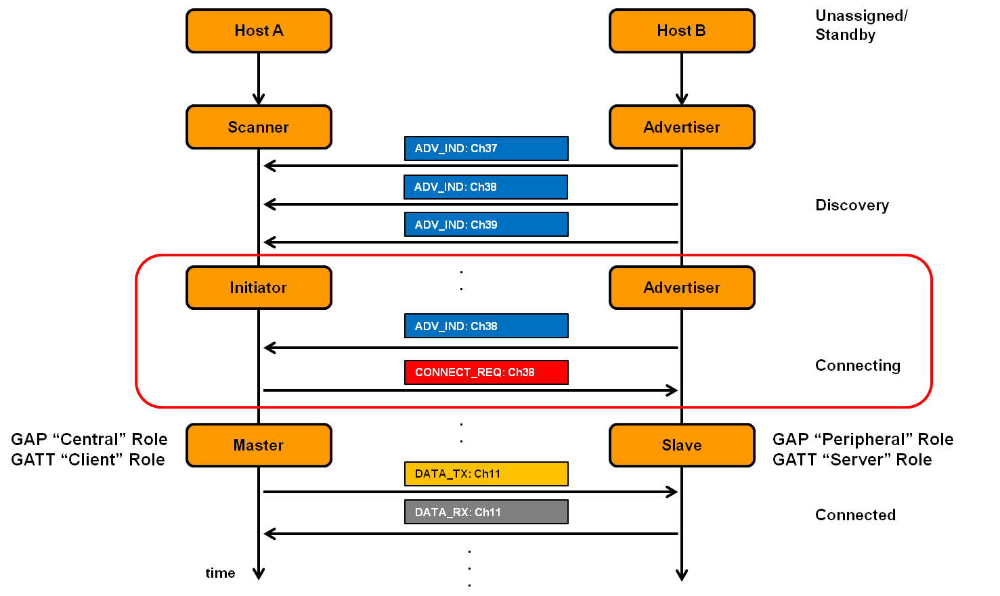 Host A
Host B
Unassigned/
Standby
Scanner
Advertiser
ADV_IND: Ch37
ADV_IND: Ch38
Discovery
ADV_IND: Ch39
Initiator
Advertiser
ADV_IND: Ch38
CONNECT_REQ: Ch38
Connecting
GAP “Central” Role
GATT “Client” Role
Master
Slave
GAP “Peripheral” Role
GATT “Server” Role
DATA_TX: Ch11
DATA_RX: Ch11
Connected
time